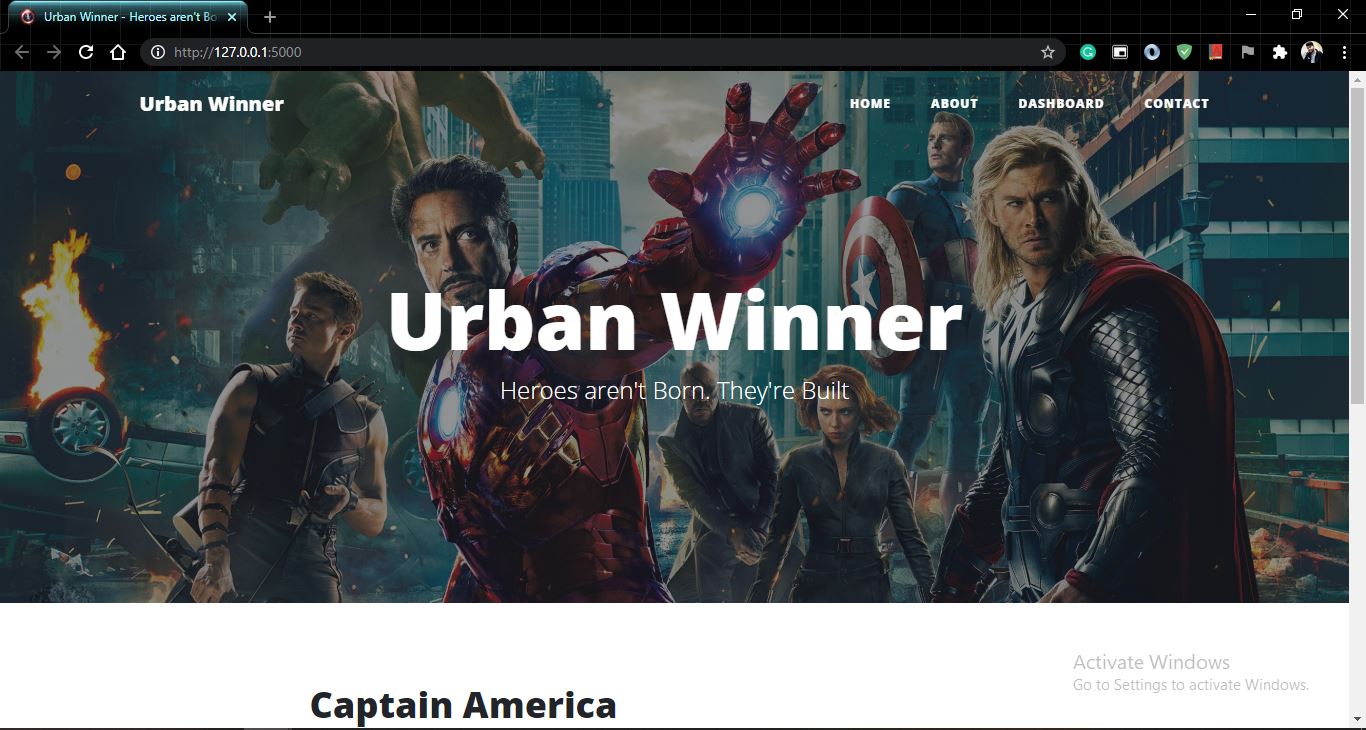 Urban Winner - Heroes aren't Bo
http://127.0.0.1:5000
Urban Winner
HOME ABOUT DASHBOARD CONTACT
Urban Winner
Heroes aren't Born. They're Built
Captain America
Activate Windows
Go to Settings to activate Windows.